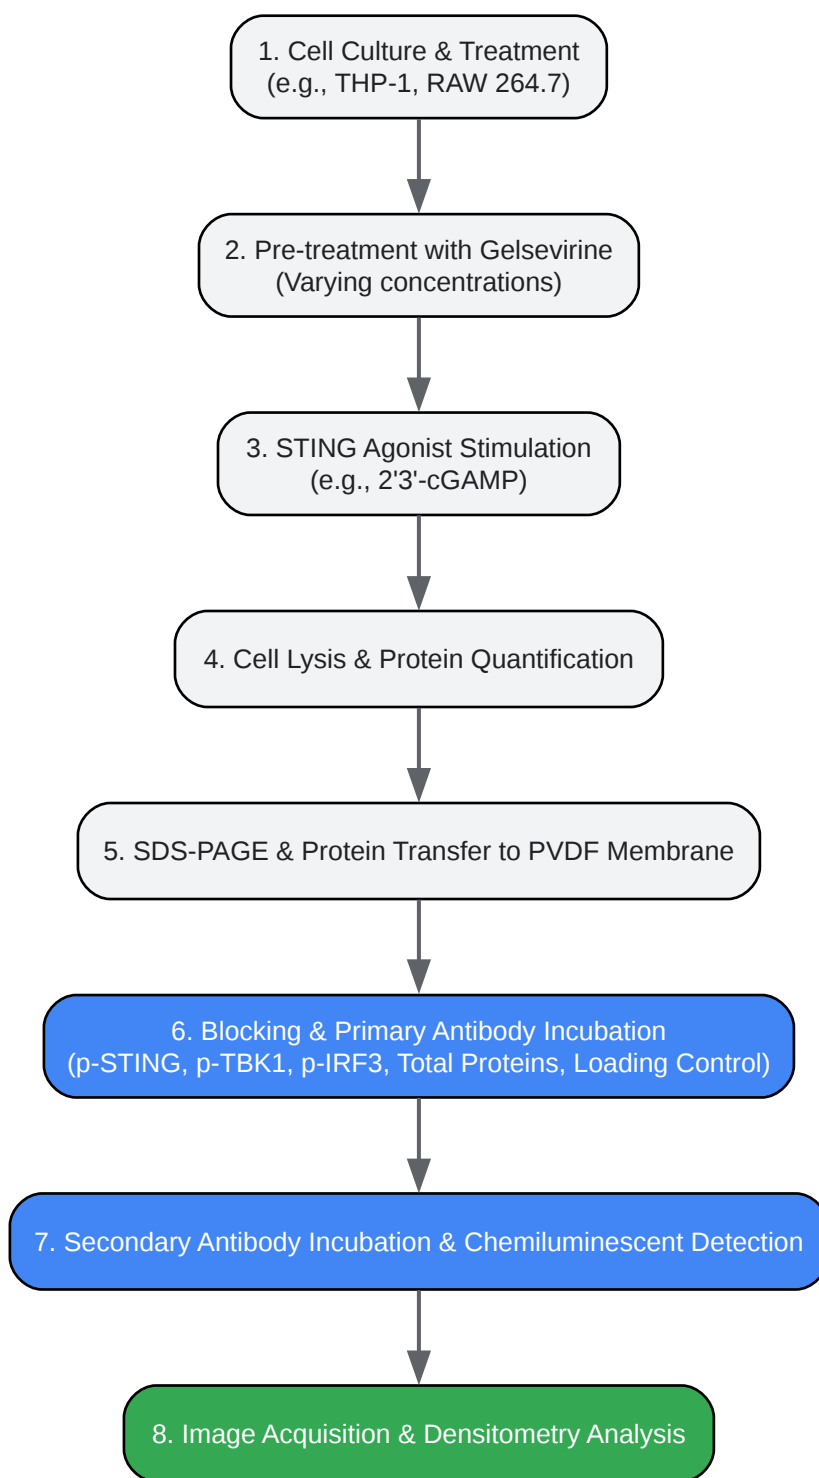 1. Cell Culture & Treatment
(e.g., THP-1, RAW 264.7)
2. Pre-treatment with Gelsevirine
(Varying concentrations)
3. STING Agonist Stimulation
(e.g., 2'3'-cGAMP)
4. Cell Lysis & Protein Quantification
5. SDS-PAGE & Protein Transfer to PVDF Membrane
6. Blocking & Primary Antibody Incubation
(p-STING, p-TBK1, p-IRF3, Total Proteins, Loading Control)
7. Secondary Antibody Incubation & Chemiluminescent Detection
8. Image Acquisition & Densitometry Analysis